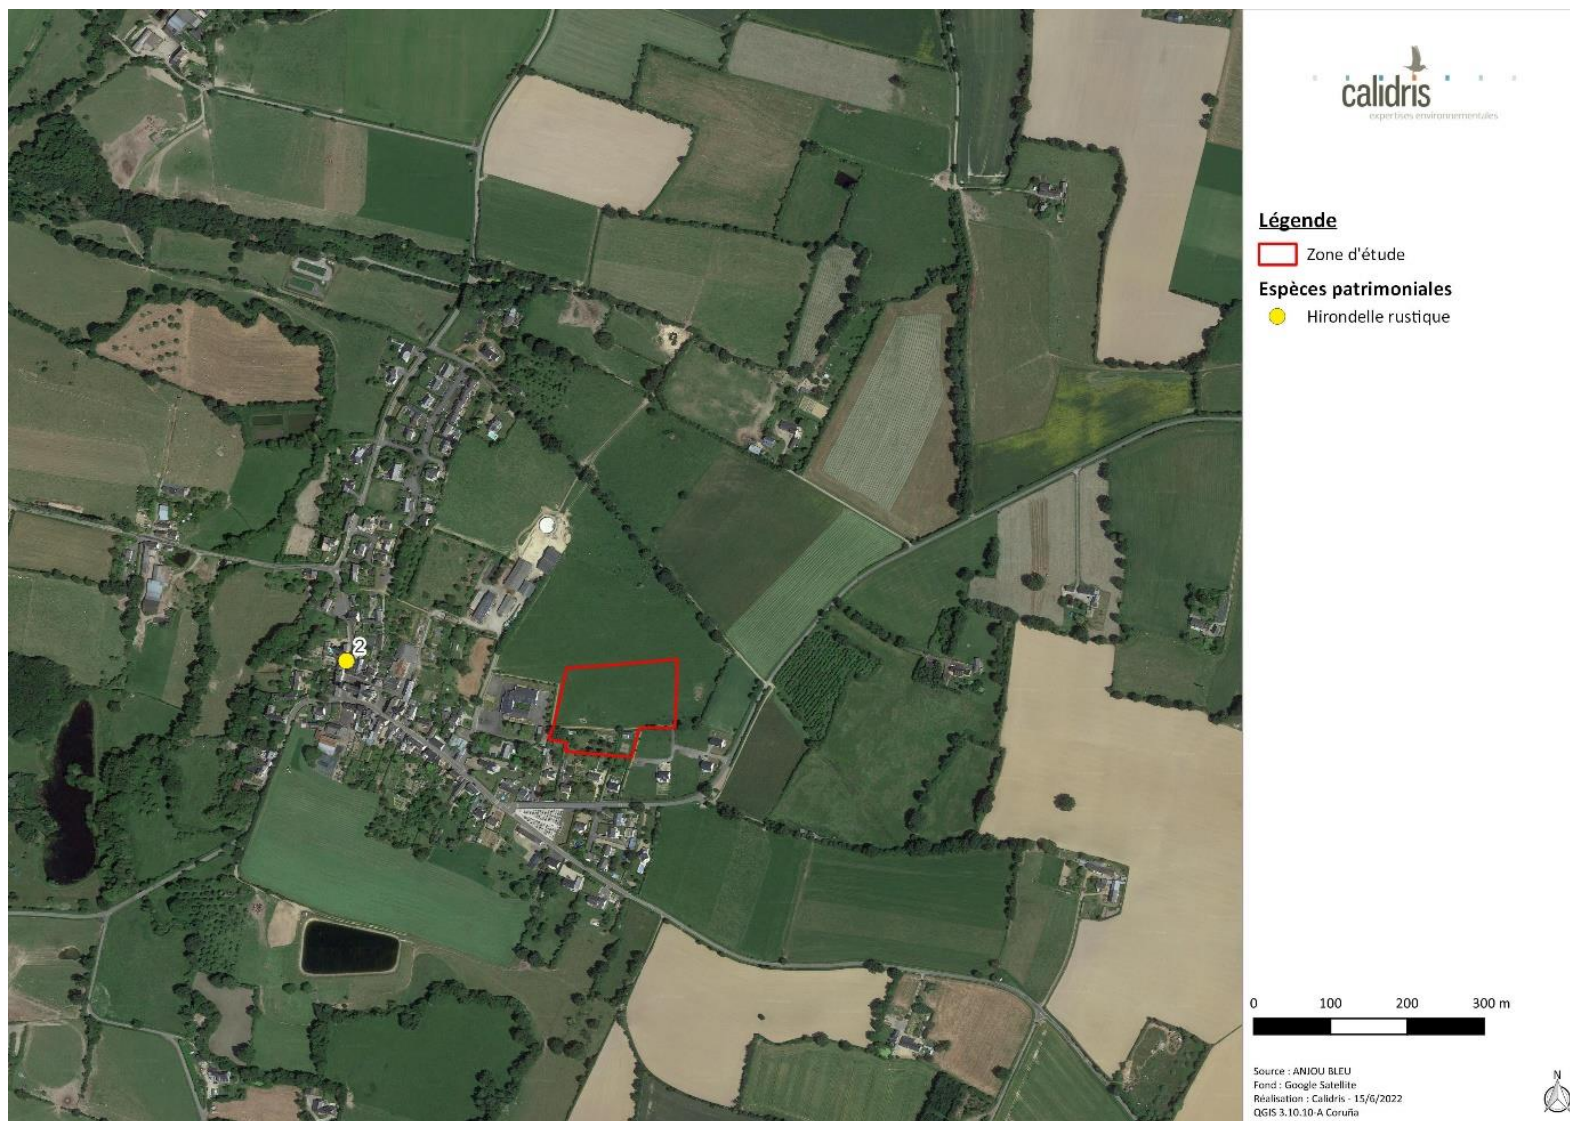 calidris
expertises environnementales
Légende
Zone d'étude
Espèces patrimoniales
Hirondelle rustique
2
0 100 200 300 m
Source : ANJOU BLEU
Fond : Google Satellite
Réalisation : Calidris - 15/6/2022
QGIS 3.10.10-A Coruña
N